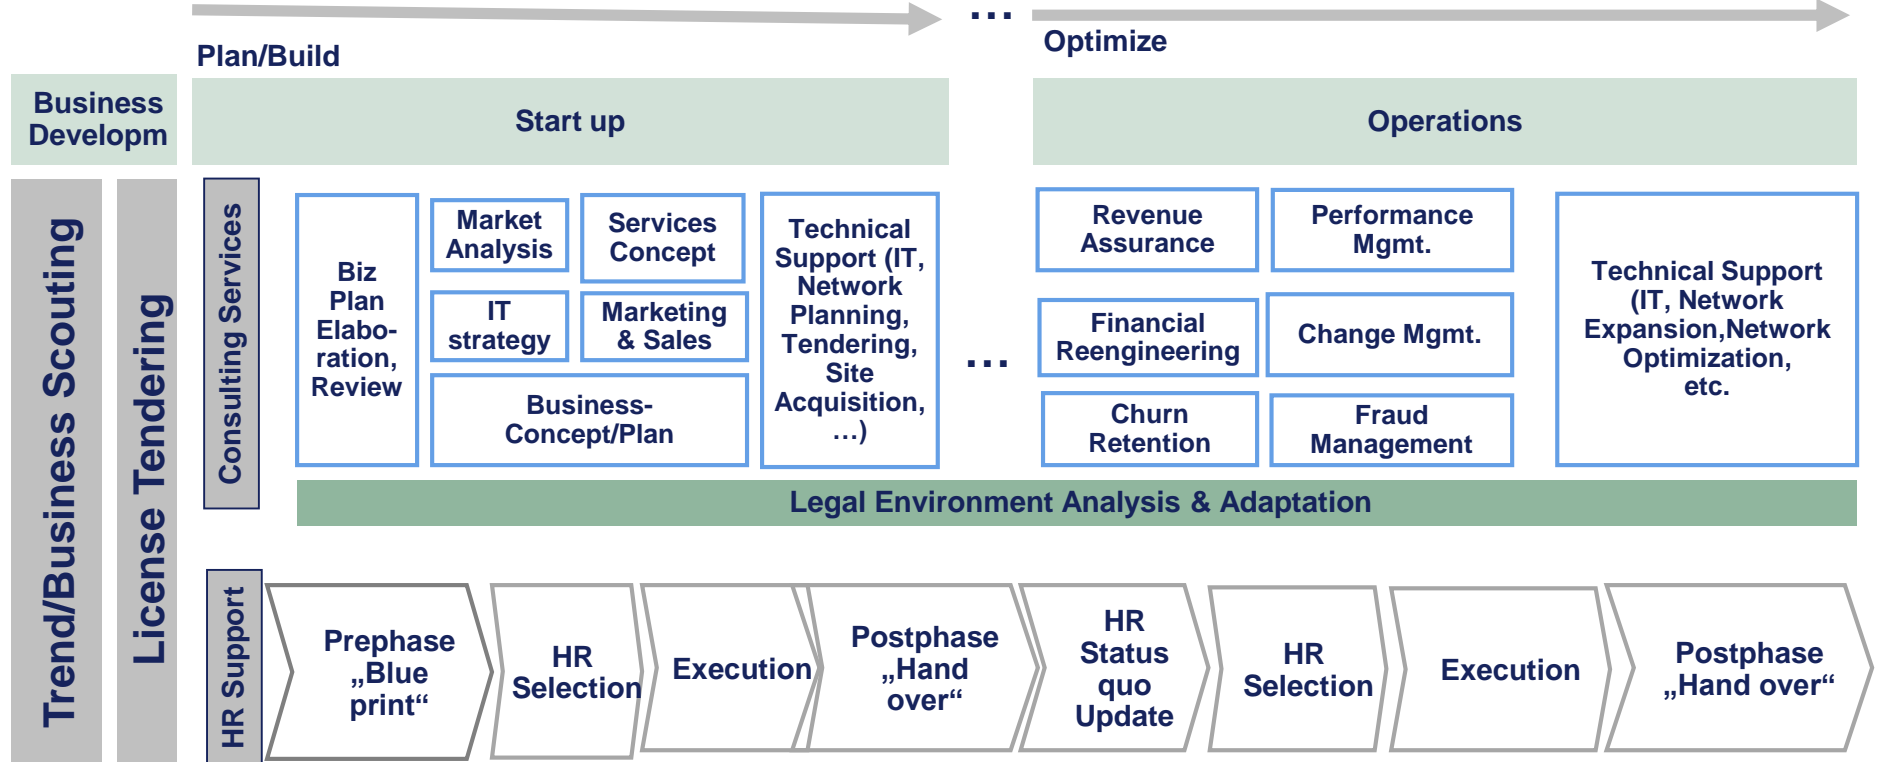 ...
Plan/Build
Optimize
Business
Developm
Start up
Operations
Trend/Business Scouting
License Tendering
Consulting Services
Biz
Plan
Elabo-
ration,
Review
Market
Analysis
Services
Concept
IT
strategy
Marketing
& Sales
Business-
Concept/Plan
Technical
Support (IT,
Network
Planning,
Tendering,
Site
Acquisition,
…)
...
Revenue
Assurance
Performance
Mgmt.
Financial
Reengineering
Change Mgmt.
Churn
Retention
Fraud
Management
Technical Support
(IT, Network
Expansion,Network
Optimization,
etc.
Legal Environment Analysis & Adaptation
HR Support
Prephase
„Blue
print“
HR
Selection
Execution
Postphase
„Hand
over“
HR
Status
quo
Update
HR
Selection
Execution
Postphase
„Hand over“